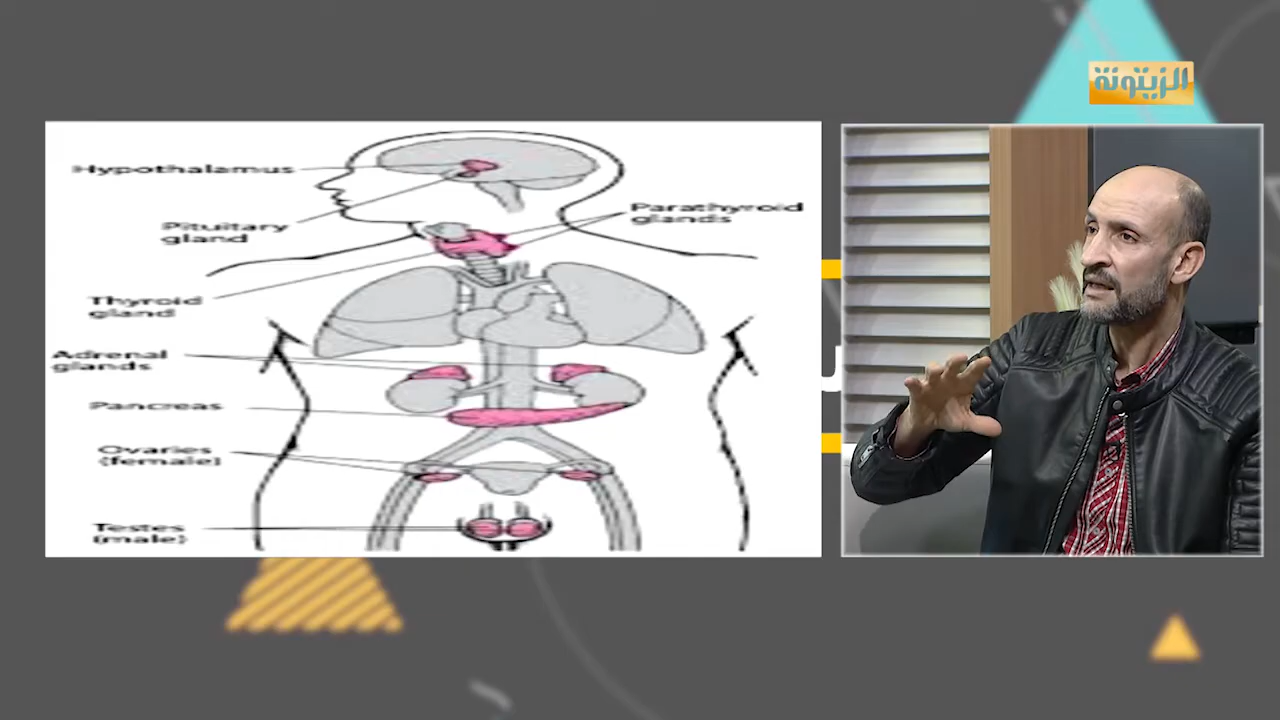 الزيتونة
Hypothalamus
Pituitary
gland
Parathyroid
glands
Thyroid
gland
Adrenal
glands
Pancreas
Ovaries
(female)
Testes
(male)